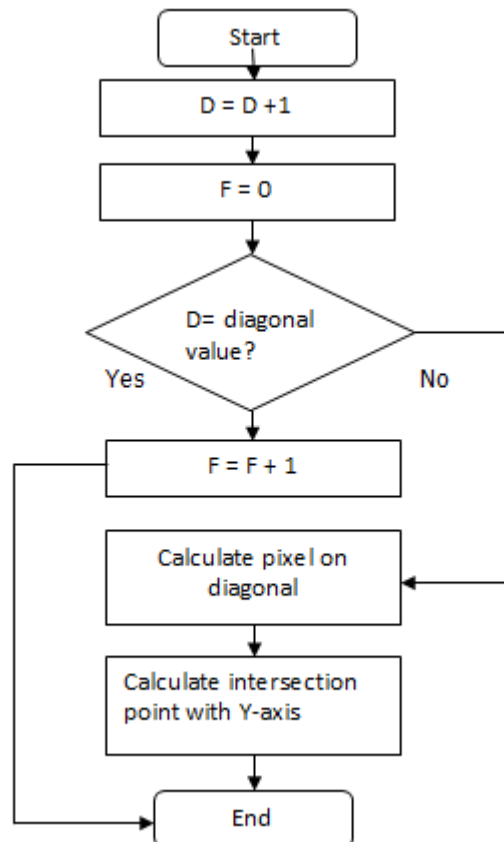 Start
D = D +1
F = 0
D= diagonal
value?
Yes
No
F = F + 1
Calculate pixel on
diagonal
Calculate intersection
point with Y-axis
End